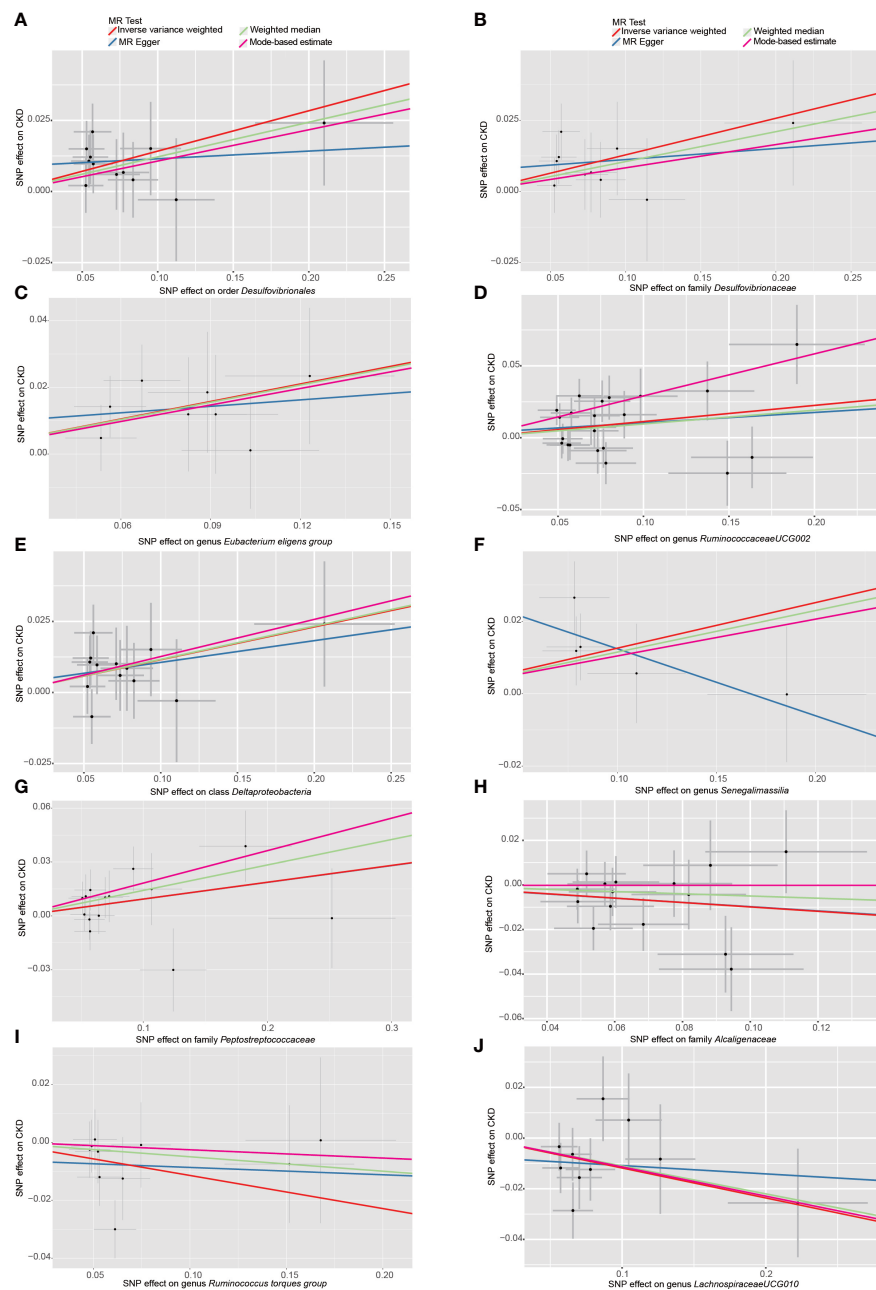 A
MR Test
Inverse variance weighted
Weighted median
MR Egger
Mode-based estimate
SNP effect on CKD
0.025
0.000
−0.025
0.05
0.10
0.15
0.20
0.25
SNP effect on order Desulfovibrionales
B
MR Test
Inverse variance weighted
Weighted median
MR Egger
Mode-based estimate
SNP effect on CKD
0.025
0.000
−0.025
0.05
0.10
0.15
0.20
0.25
SNP effect on family Desulfovibrionaceae
C
SNP effect on CKD
0.04
0.02
0.00
0.06
0.09
0.12
0.15
SNP effect on genus Eubacterium eligens group
D
SNP effect on CKD
0.05
0.00
−0.05
0.05
0.10
0.15
0.20
SNP effect on genus RuminococcaceaeUCG002
E
SNP effect on CKD
0.025
0.000
−0.025
0.05
0.10
0.15
0.20
0.25
SNP effect on class Deltaproteobacteria
F
SNP effect on CKD
0.02
0.00
−0.02
0.10
0.15
0.20
SNP effect on genus Senegalimassilia
G
SNP effect on CKD
0.06
0.03
0.00
−0.03
0.1
0.2
0.3
SNP effect on family Peptostreptococcaceae
H
SNP effect on CKD
0.02
0.00
−0.02
−0.04
−0.06
0.04
0.06
0.08
0.10
0.12
SNP effect on family Alcaligenaceae
I
SNP effect on CKD
0.02
0.00
−0.02
−0.04
0.05
0.10
0.15
0.20
SNP effect on genus Ruminococcus torques group
J
SNP effect on CKD
0.02
0.00
−0.02
−0.04
0.1
0.2
SNP effect on genus LachnospiraceaeUCG010